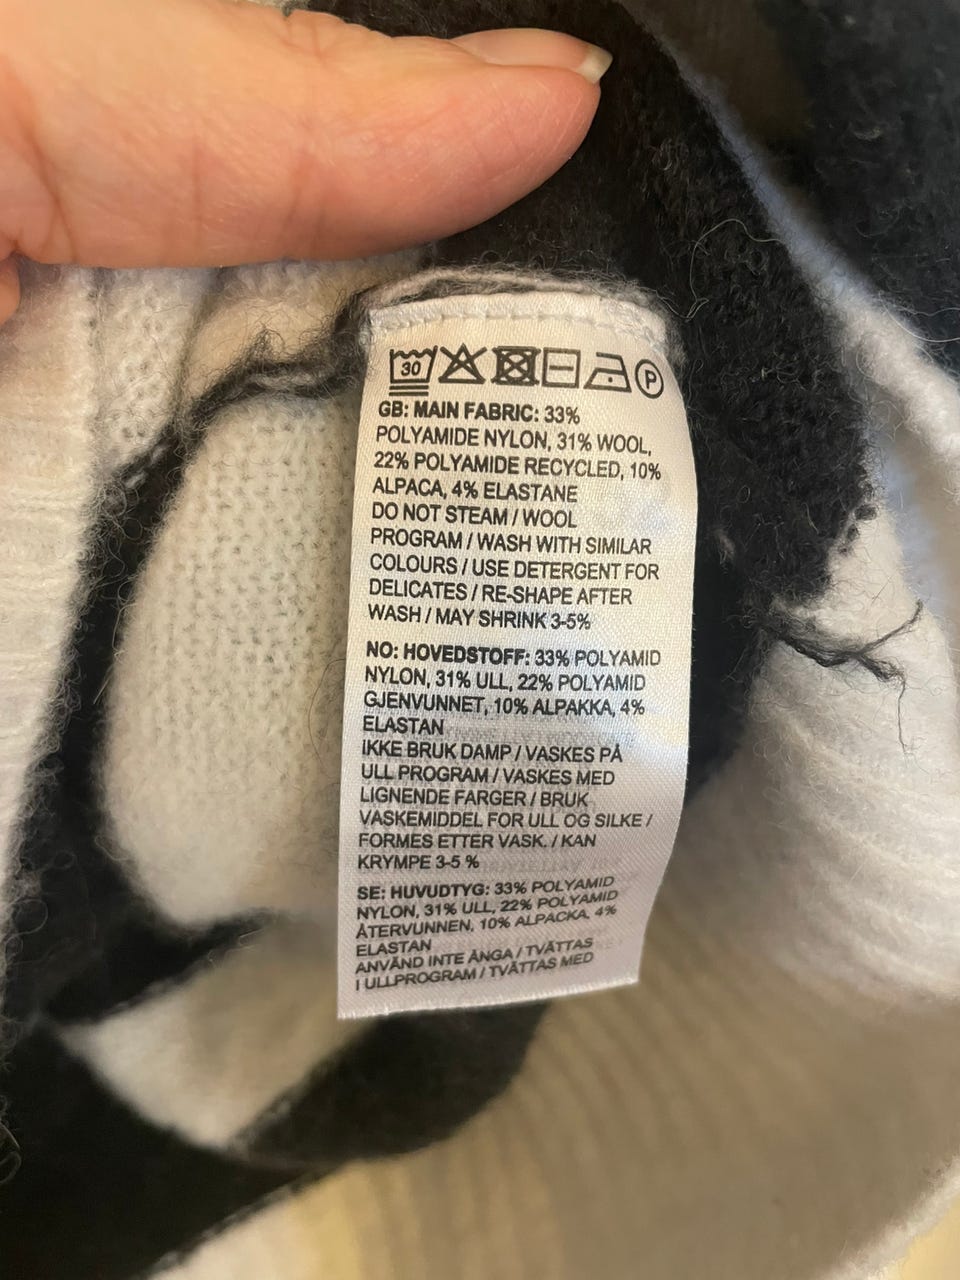 30 P
GB: MAIN FABRIC: 33%
POLYAMIDE NYLON, 31% WOOL,
22% POLYAMIDE RECYCLED, 10%
ALPACA, 4% ELASTANE
DO NOT STEAM / WOOL
PROGRAM / WASH WITH SIMILAR
COLOURS / USE DETERGENT FOR
DELICATES / RE-SHAPE AFTER
WASH / MAY SHRINK 3-5%
NO: HOVEDSTOFF: 33% POLYAMID
NYLON, 31% ULL, 22% POLYAMID
GJENVUNNET, 10% ALPAKKA, 4%
ELASTAN
IKKE BRUK DAMP / VASKES PÅ
ULL PROGRAM / VASKES MED
LIGNENDE FARGER / BRUK
VASKEMIDDEL FOR ULL OG SILKE /
FORMES ETTER VASK. / KAN
KRYMPE 3-5 %
SE: HUVUDTYG: 33% POLYAMID
NYLON, 31% ULL, 22% POLYAMID
ÅTERVUNNEN, 10% ALPACKA, 4%
ELASTAN
ANVÄND INTE ÅNGA / TVÄTTAS
I ULLPROGRAM / TVÄTTAS MED